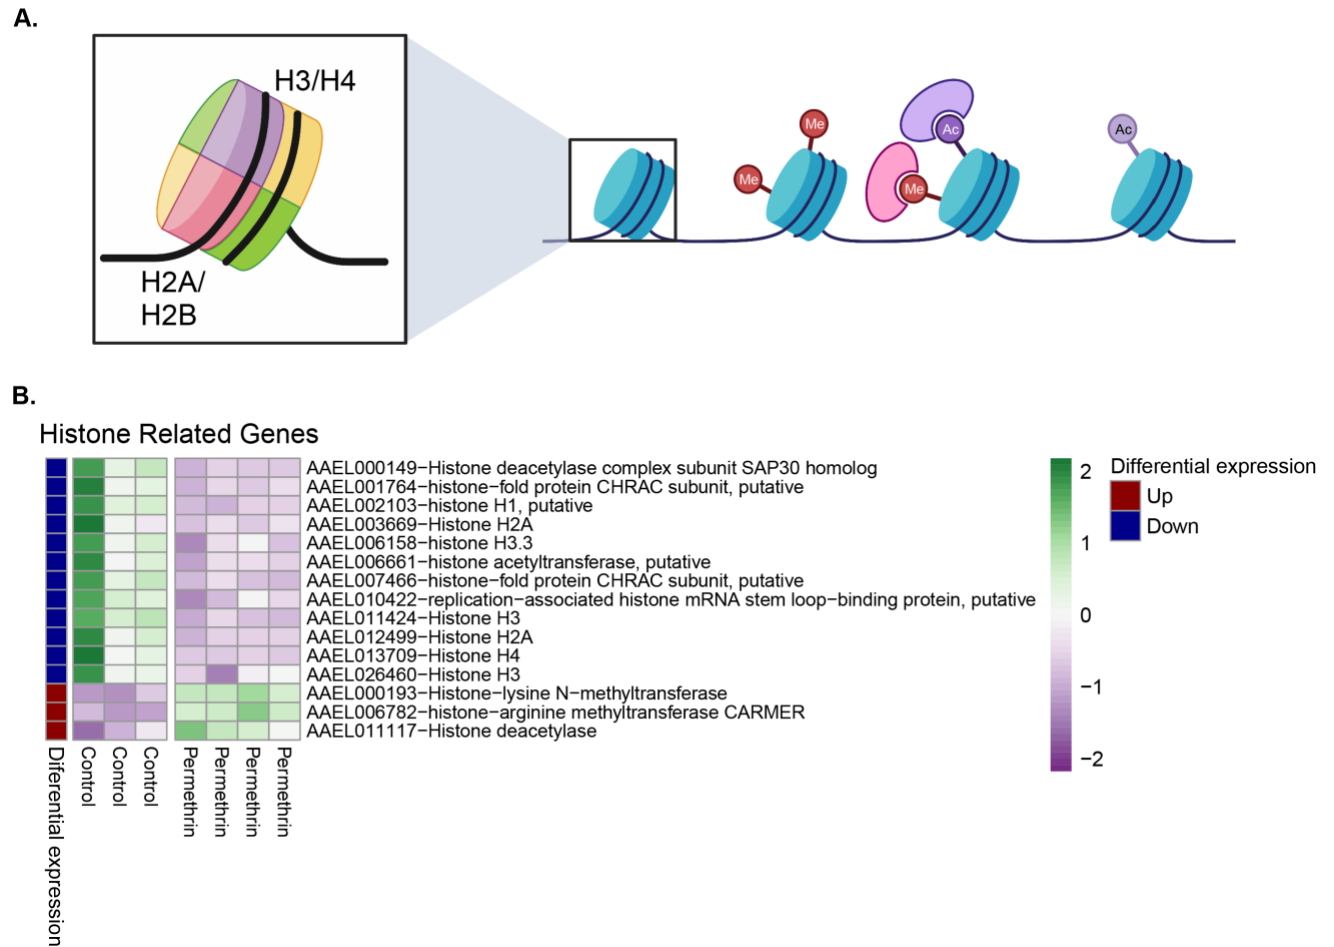 A.
H3/H4
H2A/
H2B
Me
Me
Ac
Me
Ac
B.
Histone Related Genes
AAEL000149−Histone deacetylase complex subunit SAP30 homolog
AAEL001764−histone−fold protein CHRAC subunit, putative
AAEL002103−histone H1, putative
AAEL003669−Histone H2A
AAEL006158−histone H3.3
AAEL006661−histone acetyltransferase, putative
AAEL007466−histone−fold protein CHRAC subunit, putative
AAEL010422−replication−associated histone mRNA stem loop−binding protein, putative
AAEL011424−Histone H3
AAEL012499−Histone H2A
AAEL013709−Histone H4
AAEL026460−Histone H3
AAEL000193−Histone−lysine N−methyltransferase
AAEL006782−histone−arginine methyltransferase CARMER
AAEL011117−Histone deacetylase
Diferential expression
Control
Control
Control
Permethrin
Permethrin
Permethrin
Permethrin
2
1
0
−1
−2
Differential expression
Up
Down